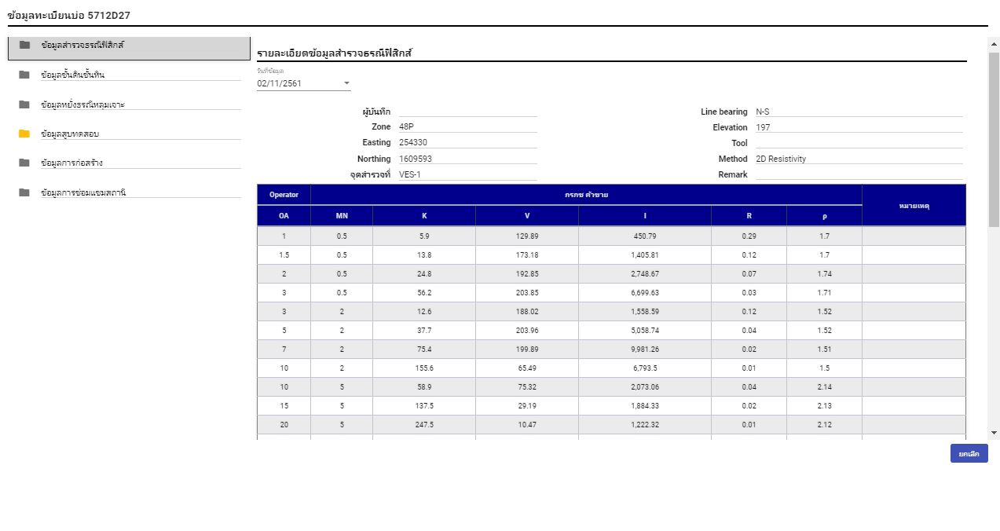 ข้อมูลทะเบียนบ่อ 5712D27
ข้อมูลสำรวจธรณีฟิสิกส์
ข้อมูลชั้นดินชั้นหิน
ข้อมูลหยั่งธรณีหลุมเจาะ
ข้อมูลสูบทดสอบ
ข้อมูลการก่อสร้าง
ข้อมูลการซ่อมแซมสถานี
รายละเอียดข้อมูลสำรวจธรณีฟิสิกส์
วันที่ข้อมูล
02/11/2561
ผู้บันทึก Line bearing N-S
Zone 48P Elevation 197
Easting 254330 Tool
Northing 1609593 Method 2D Resistivity
จุดสำรวจที่ VES-1 Remark
Operator กรกช คำขาย หมายเหตุ
OA MN K V I R ρ
1 0.5 5.9 129.89 450.79 0.29 1.7
1.5 0.5 13.8 173.18 1,405.81 0.12 1.7
2 0.5 24.8 192.85 2,748.67 0.07 1.74
3 0.5 56.2 203.85 6,699.63 0.03 1.71
3 2 12.6 188.02 1,558.59 0.12 1.52
5 2 37.7 203.96 5,058.74 0.04 1.52
7 2 75.4 199.89 9,981.26 0.02 1.51
10 2 155.6 65.49 6,793.5 0.01 1.5
10 5 58.9 75.32 2,073.06 0.04 2.14
15 5 137.5 29.19 1,884.33 0.02 2.13
20 5 247.5 10.47 1,222.32 0.01 2.12
ยกเลิก